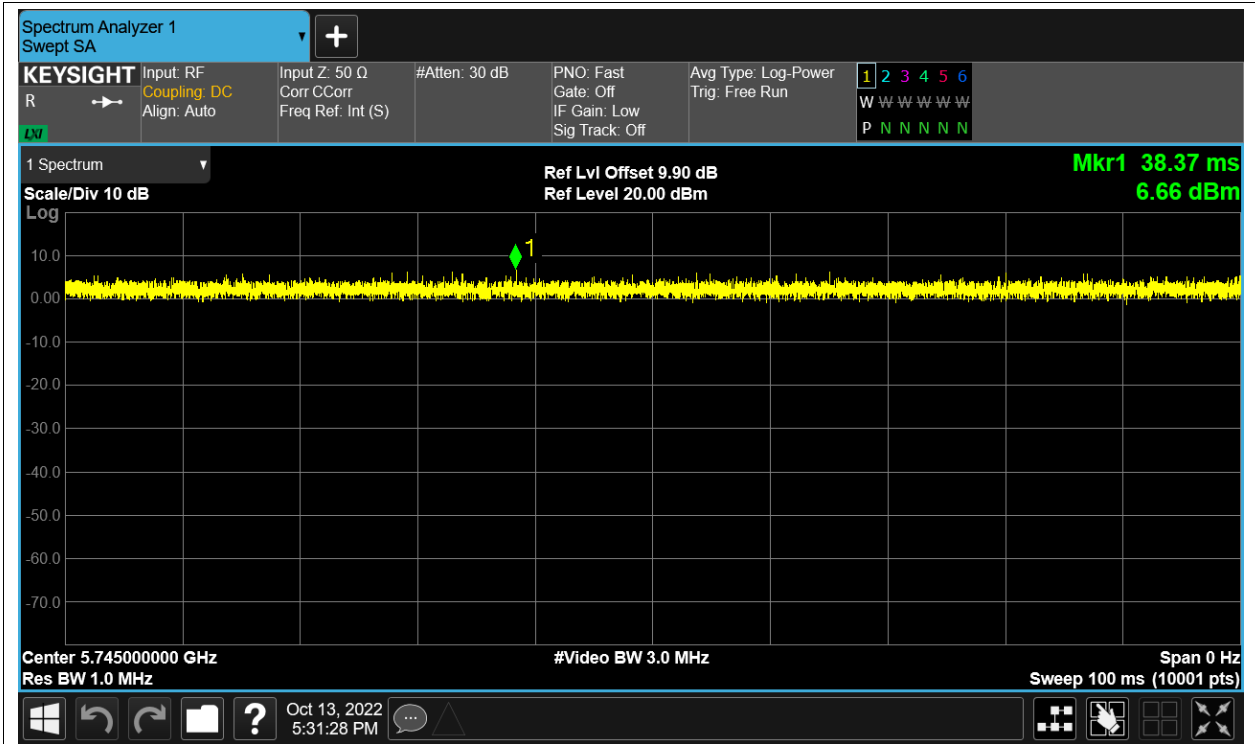 Spectrum Analyzer 1
Swept SA
KEYSIGHT
R
LXI
Input: RF
Coupling: DC
Align: Auto
Input Z: 50 Ω
Corr CCorr
Freq Ref: Int (S)
#Atten: 30 dB
PNO: Fast
Gate: Off
IF Gain: Low
Sig Track: Off
Avg Type: Log-Power
Trig: Free Run
1 2 3 4 5 6
W W W W W W
P N N N N N
1 Spectrum
Scale/Div 10 dB
Ref Lvl Offset 9.90 dB
Ref Level 20.00 dBm
Mkr1 38.37 ms
6.66 dBm
Log
1
10.0
0.00
-10.0
-20.0
-30.0
-40.0
-50.0
-60.0
-70.0
Center 5.745000000 GHz
#Video BW 3.0 MHz
Span 0 Hz
Res BW 1.0 MHz
Sweep 100 ms (10001 pts)
?
Oct 13, 2022
5:31:28 PM